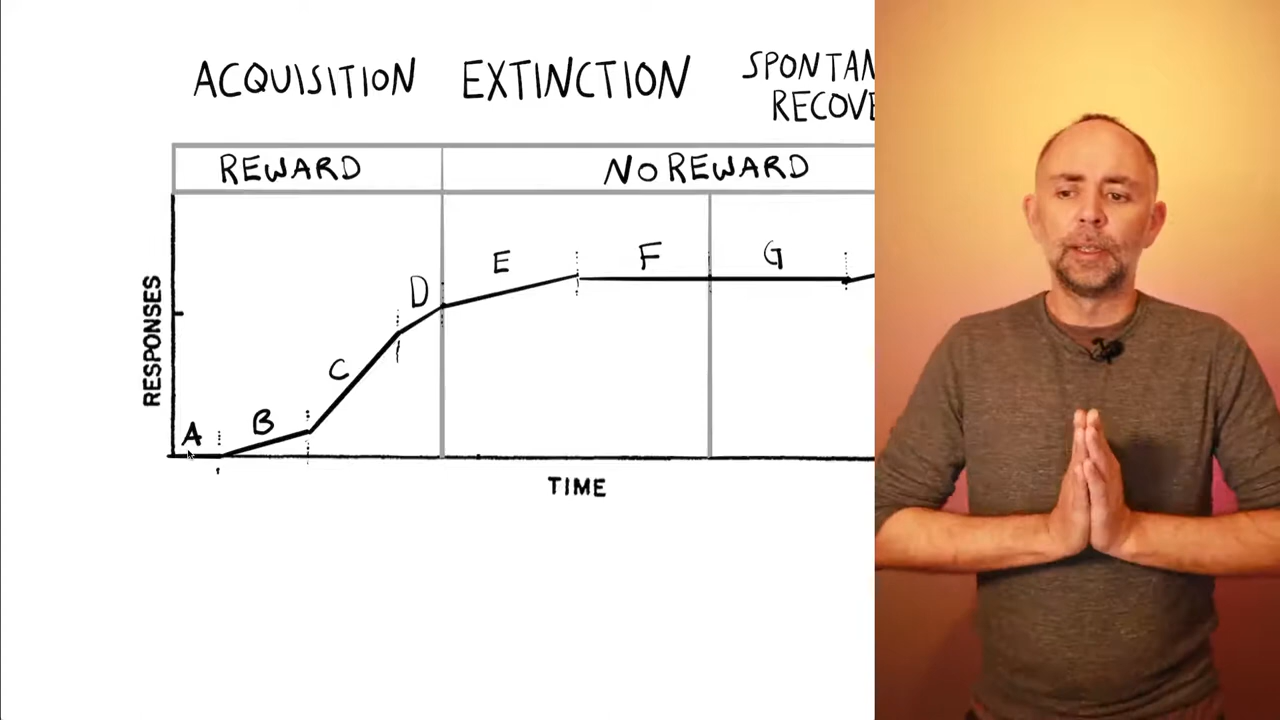 ACQUISITION EXTINCTION SPONTAN
RECOVE
REWARD NO REWARD
RESPONSES
A
B
C
D
E
F
G
TIME